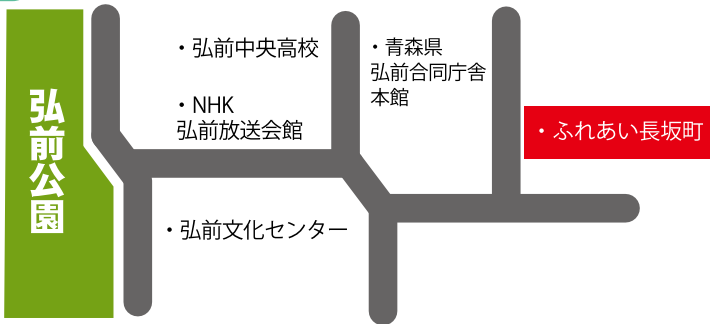 弘前公園
・弘前中央高校
・NHK
弘前放送会館
・青森県
弘前合同庁舎
本館
・ふれあい長坂町
・弘前文化センター